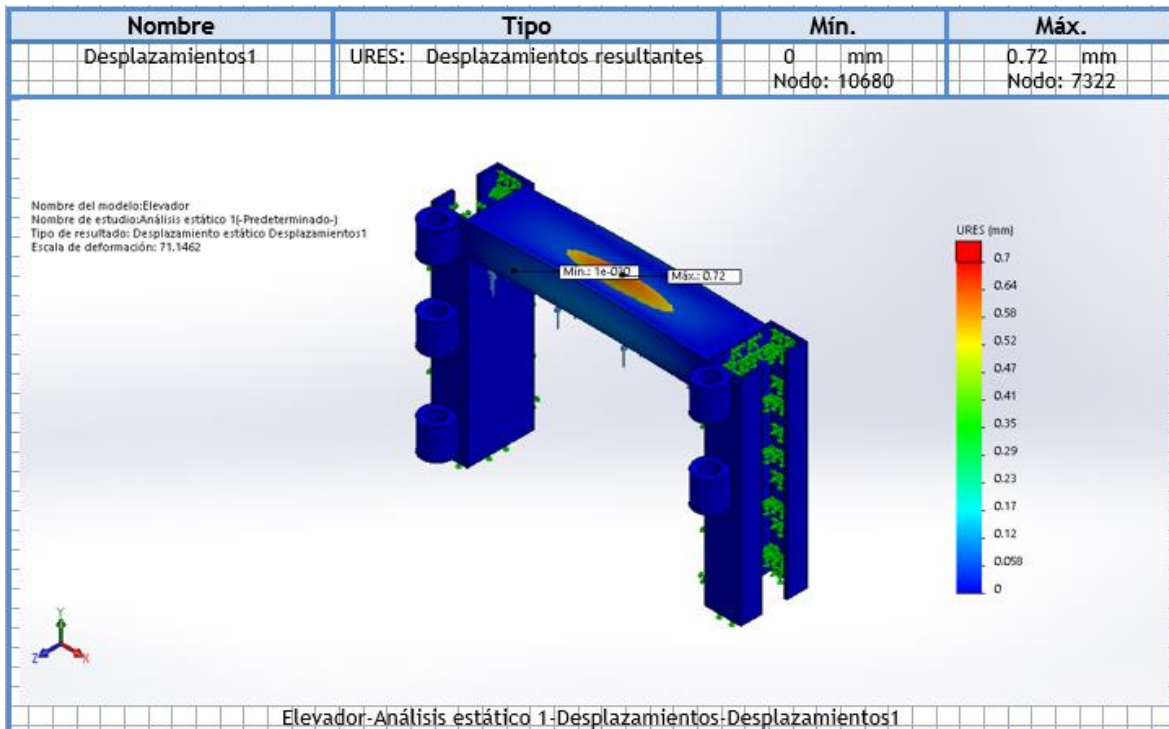 Nombre Tipo Mín. Máx.
Desplazamientos1 URES: Desplazamientos resultantes 0 mm 0.72 mm
Nodo: 10680 Nodo: 7322
Nombre del modelo:Elevador
Nombre de estudio:Análisis estático 1(-Predeterminado-)
Tipo de resultado: Desplazamiento estático Desplazamientos1
Escala de deformación: 71.1462
URES (mm)
0.7
0.64
0.58
0.52
0.47
0.41
0.35
0.29
0.23
0.17
0.12
0.058
0
Máx.: 0.72
Y
Z
X
Elevador-Análisis estático 1-Desplazamientos-Desplazamientos1